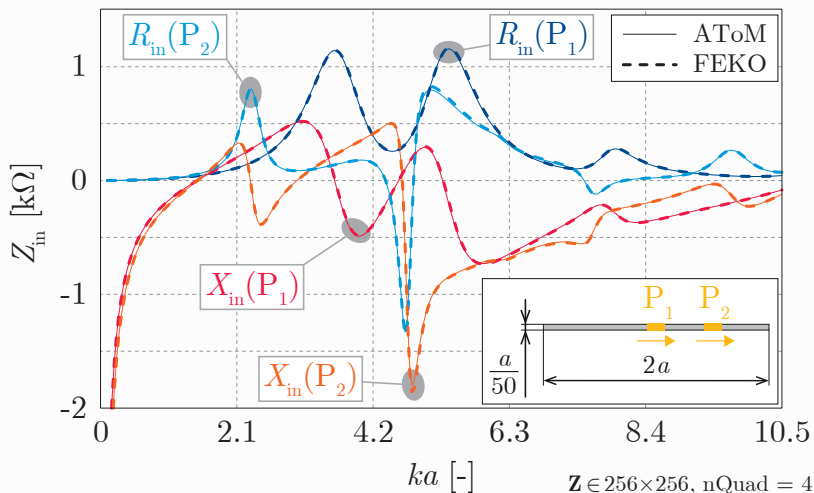 R_in(P_2)
R_in(P_1)
AToM
FEKO
1
0
-1
-2
Z_in [kΩ]
X_in(P_1)
X_in(P_2)
P_1 P_2
a/50
2a
0 2.1 4.2 6.3 8.4 10.5
ka [-]
Z ∈ 256×256, nQuad = 4